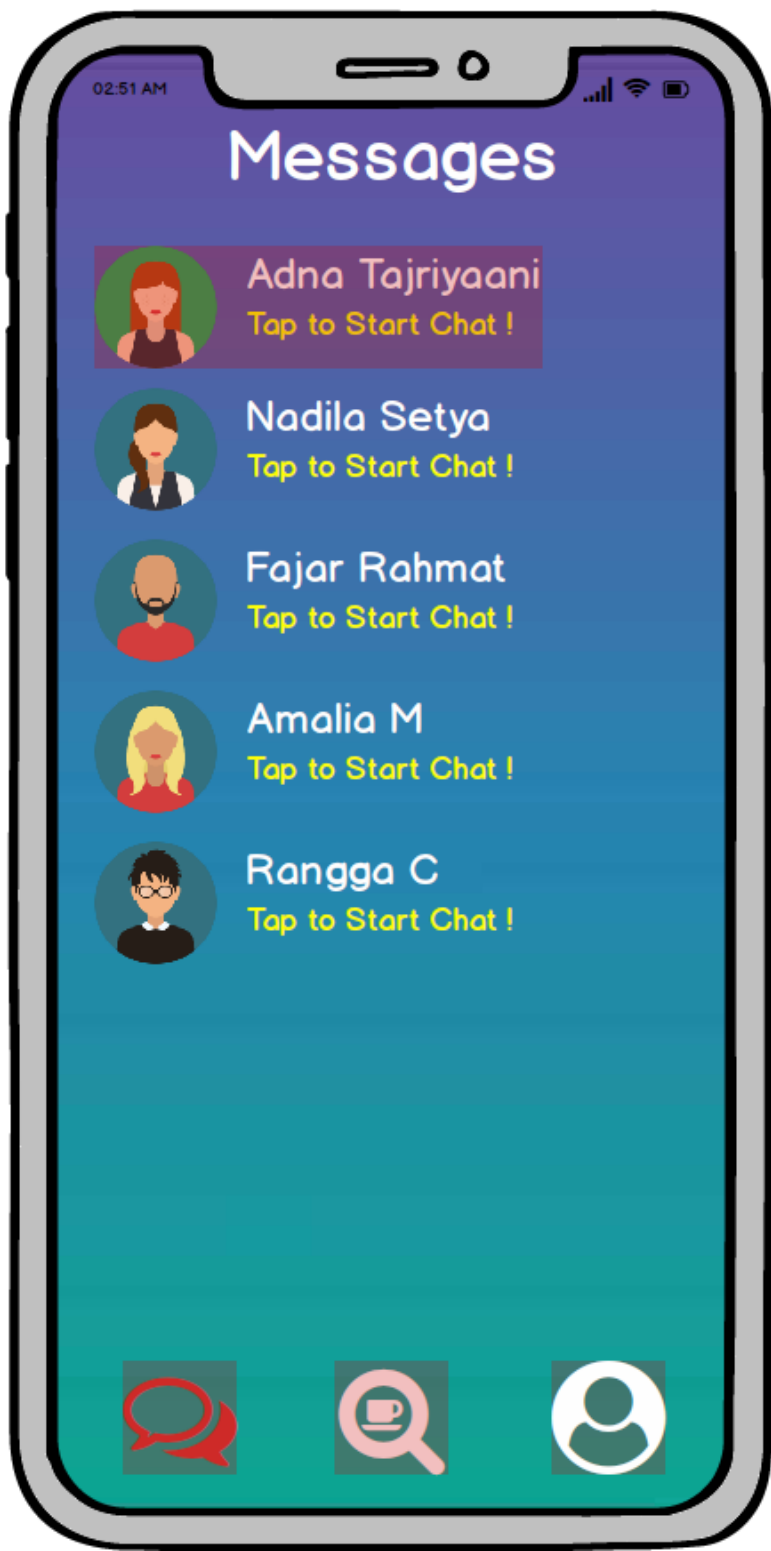 02:51 AM
Messages
Adna Tajriyaani
Tap to Start Chat !
Nadila Setya
Tap to Start Chat !
Fajar Rahmat
Tap to Start Chat !
Amalia M
Tap to Start Chat !
Rangga C
Tap to Start Chat !